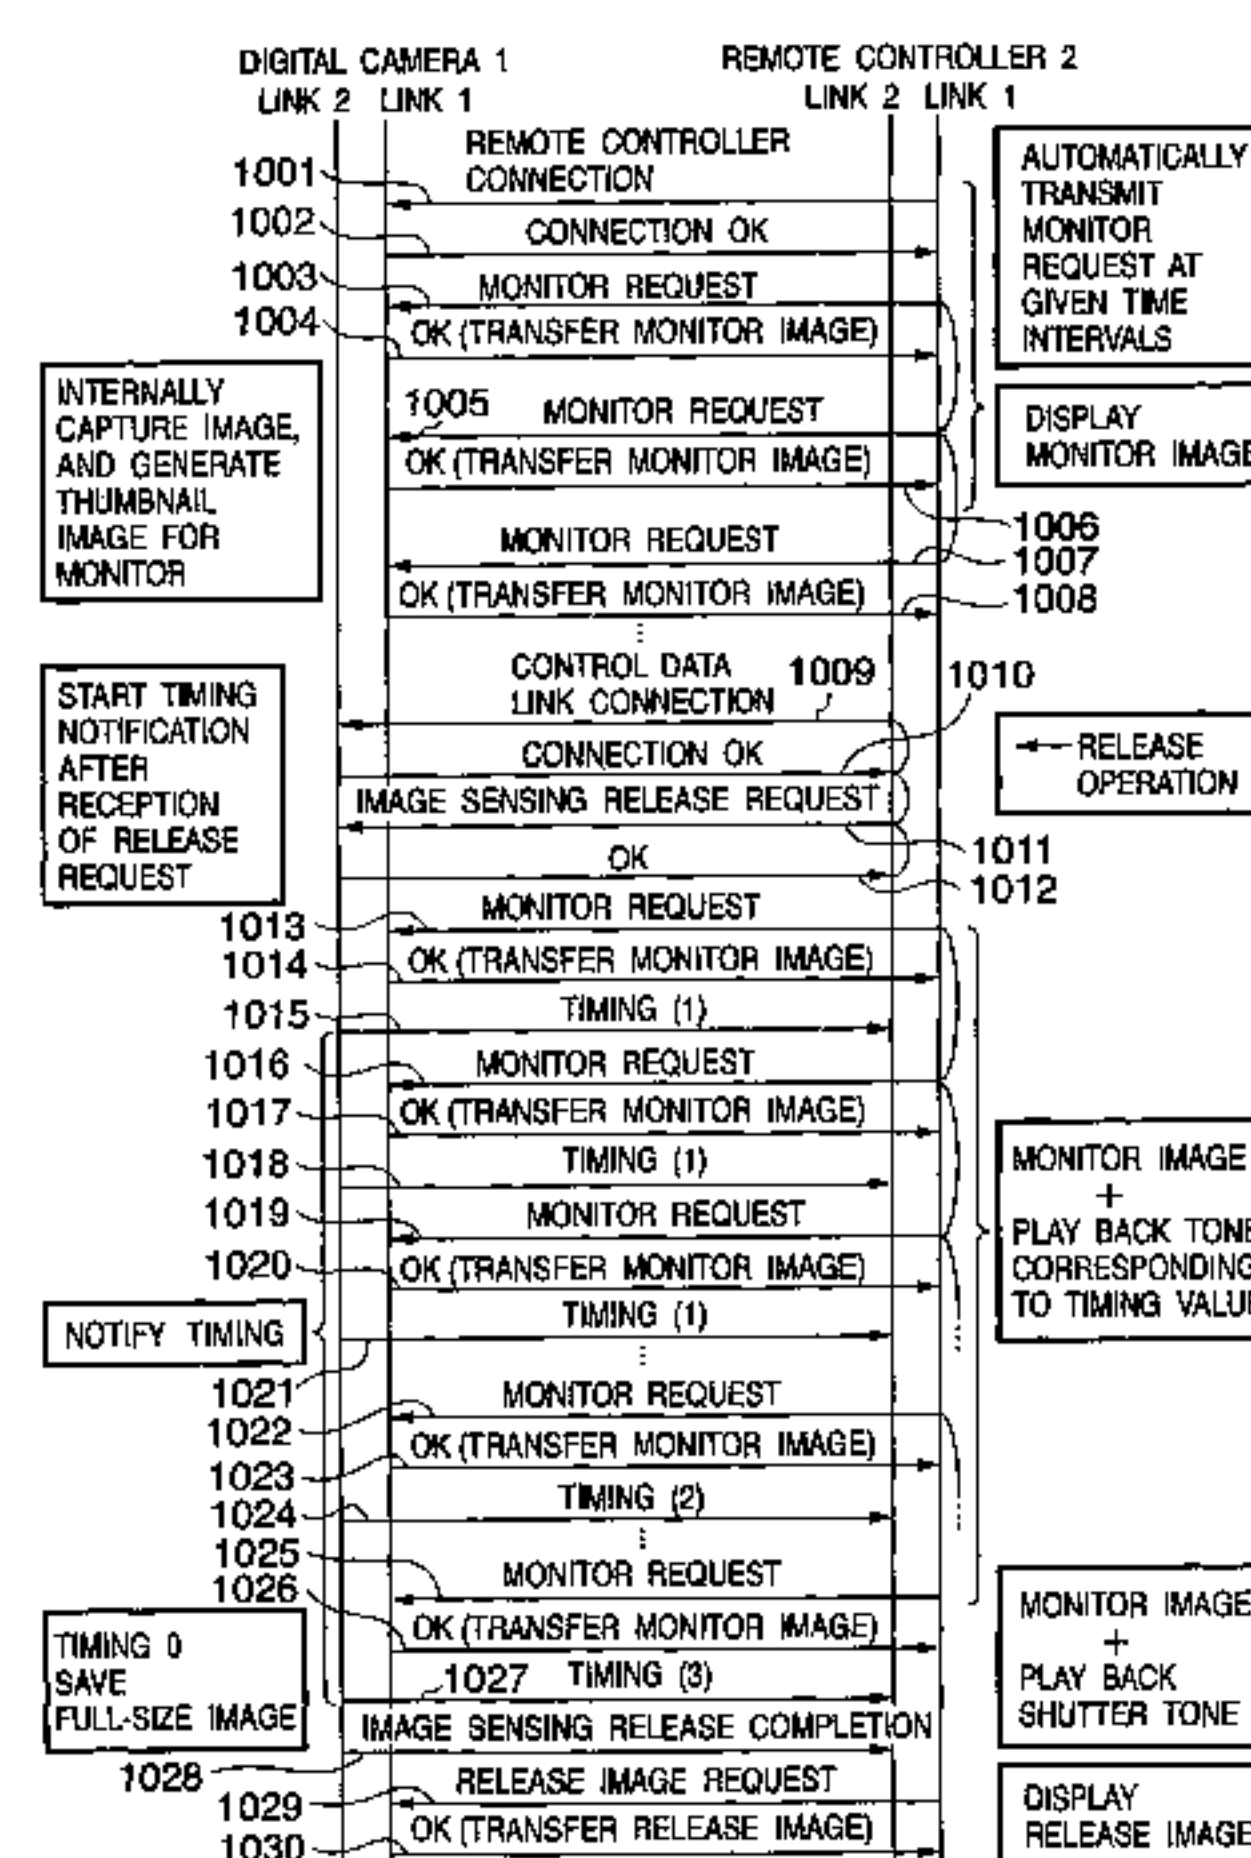 DIGITAL CAMERA 1
REMOTE CONTROLLER 2
LINK 2 LINK 1
LINK 2 LINK 1
REMOTE CONTROLLER
CONNECTION
1001
1002
CONNECTION OK
1003
MONITOR REQUEST
1004
OK (TRANSFER MONITOR IMAGE)
AUTOMATICALLY
TRANSMIT
MONITOR
REQUEST AT
GIVEN TIME
INTERVALS
INTERNALLY
CAPTURE IMAGE,
AND GENERATE
THUMBNAIL
IMAGE FOR
MONITOR
1005
MONITOR REQUEST
OK (TRANSFER MONITOR IMAGE)
DISPLAY
MONITOR IMAGE
1006
MONITOR REQUEST
1007
OK (TRANSFER MONITOR IMAGE)
1008
CONTROL DATA
LINK CONNECTION
1009
1010
START TIMING
NOTIFICATION
AFTER
RECEPTION
OF RELEASE
REQUEST
CONNECTION OK
RELEASE
OPERATION
IMAGE SENSING RELEASE REQUEST
1011
OK
1012
1013
MONITOR REQUEST
1014
OK (TRANSFER MONITOR IMAGE)
1015
TIMING (1)
1016
MONITOR REQUEST
1017
OK (TRANSFER MONITOR IMAGE)
1018
TIMING (1)
1019
MONITOR REQUEST
1020
OK (TRANSFER MONITOR IMAGE)
MONITOR IMAGE
+
PLAY BACK TONE
CORRESPONDING
TO TIMING VALUE
NOTIFY TIMING
TIMING (1)
1021
MONITOR REQUEST
1022
OK (TRANSFER MONITOR IMAGE)
1023
TIMING (2)
1024
1025
MONITOR REQUEST
1026
OK (TRANSFER MONITOR IMAGE)
TIMING 0
SAVE
FULL-SIZE IMAGE
1027
TIMING (3)
MONITOR IMAGE
+
PLAY BACK
SHUTTER TONE
IMAGE SENSING RELEASE COMPLETION
1028
RELEASE IMAGE REQUEST
1029
OK (TRANSFER RELEASE IMAGE)
1030
DISPLAY
RELEASE IMAGE